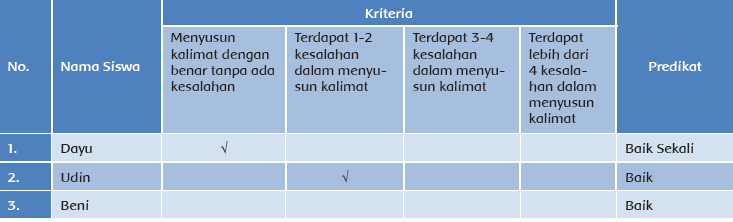 Kriteria
No.
Nama Siswa
Menyusun
kalimat dengan
benar tanpa ada
kesalahan
Terdapat 1-2
kesalahan
dalam menyu-
sun kalimat
Terdapat 3-4
kesalahan
dalam menyu-
sun kalimat
Terdapat
lebih dari
4 kesala-
han dalam
menyusun
kalimat
Predikat
1. Dayu √ Baik Sekali
2. Udin √ Baik
3. Beni Baik